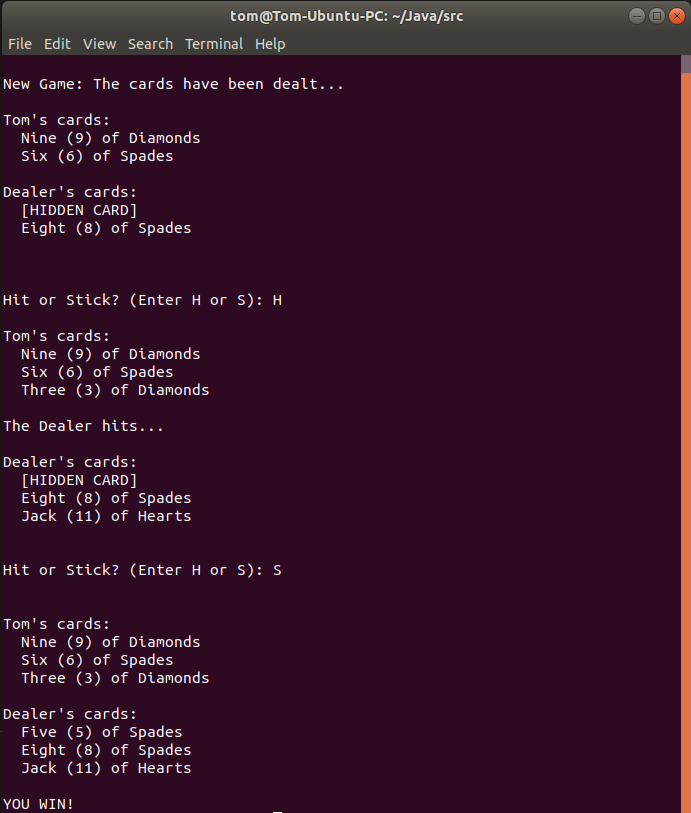 tom@Tom-Ubuntu-PC: ~/Java/src
File Edit View Search Terminal Help
New Game: The cards have been dealt...
Tom's cards:
Nine (9) of Diamonds
Six (6) of Spades
Dealer's cards:
[HIDDEN CARD]
Eight (8) of Spades
Hit or Stick? (Enter H or S): H
Tom's cards:
Nine (9) of Diamonds
Six (6) of Spades
Three (3) of Diamonds
The Dealer hits...
Dealer's cards:
[HIDDEN CARD]
Eight (8) of Spades
Jack (11) of Hearts
Hit or Stick? (Enter H or S): S
Tom's cards:
Nine (9) of Diamonds
Six (6) of Spades
Three (3) of Diamonds
Dealer's cards:
Five (5) of Spades
Eight (8) of Spades
Jack (11) of Hearts
YOU WIN!